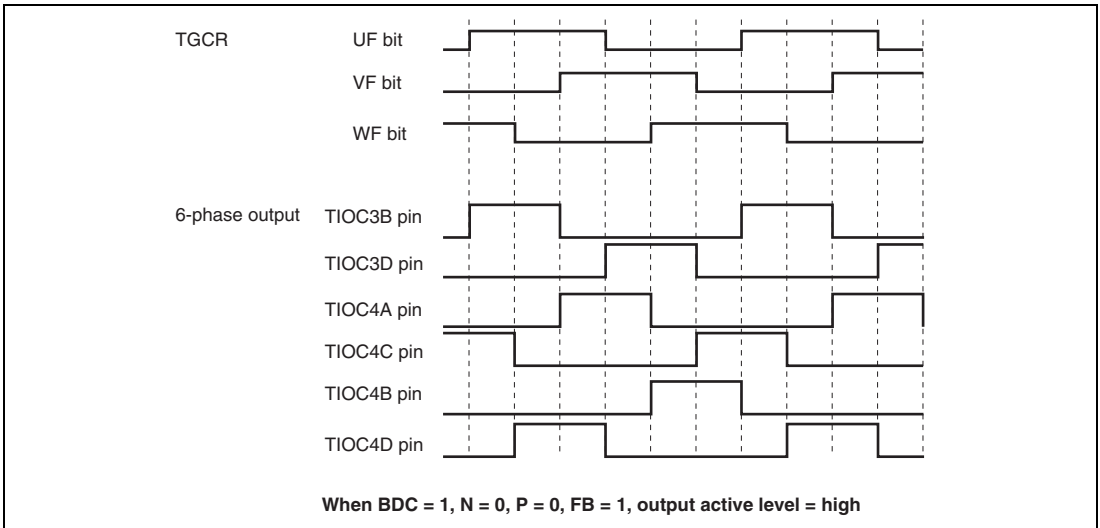 TGCR UF bit
VF bit
WF bit
6-phase output TIOC3B pin
TIOC3D pin
TIOC4A pin
TIOC4C pin
TIOC4B pin
TIOC4D pin
When BDC = 1, N = 0, P = 0, FB = 1, output active level = high